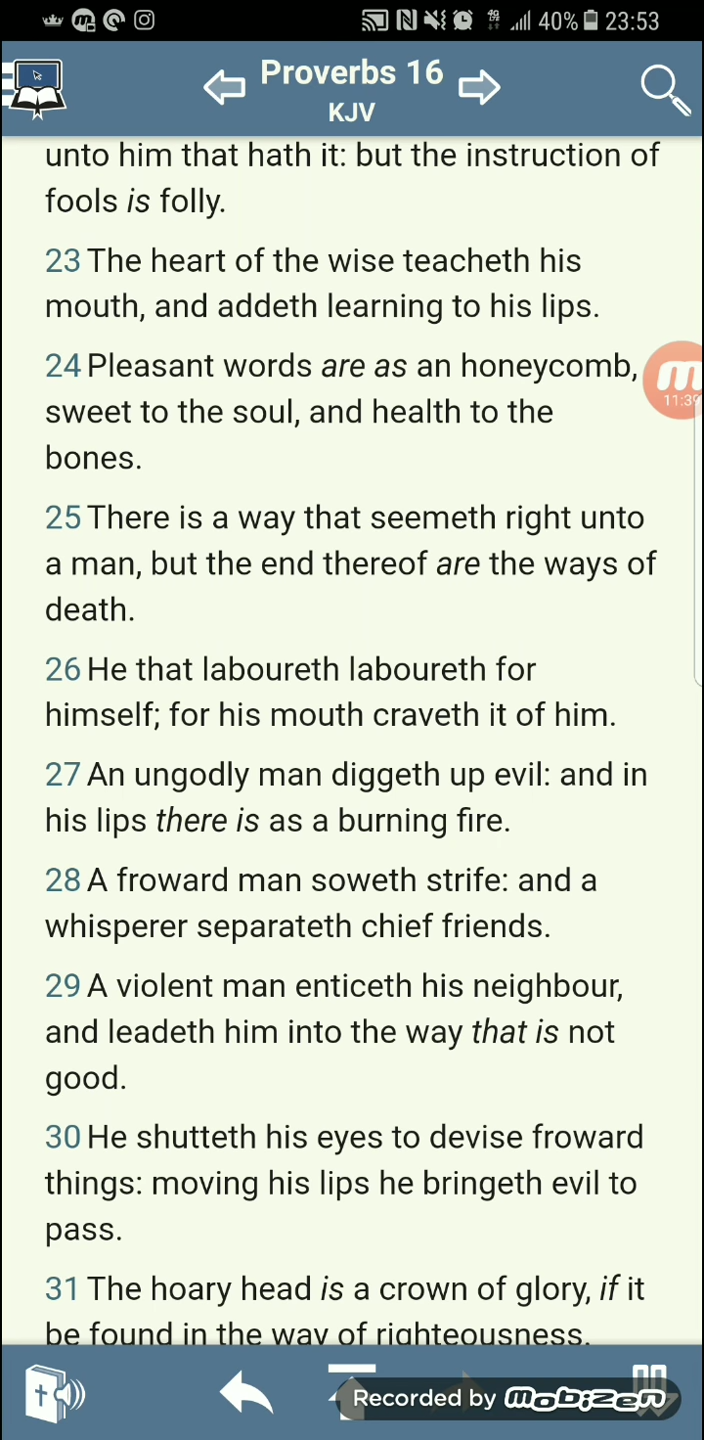 40% 23:53
Proverbs 16
KJV
unto him that hath it: but the instruction of
fools is folly.
23 The heart of the wise teacheth his
mouth, and addeth learning to his lips.
24 Pleasant words are as an honeycomb,
sweet to the soul, and health to the
bones.
11:39
25 There is a way that seemeth right unto
a man, but the end thereof are the ways of
death.
26 He that laboureth laboureth for
himself; for his mouth craveth it of him.
27 An ungodly man diggeth up evil: and in
his lips there is as a burning fire.
28 A froward man soweth strife: and a
whisperer separateth chief friends.
29 A violent man enticeth his neighbour,
and leadeth him into the way that is not
good.
30 He shutteth his eyes to devise froward
things: moving his lips he bringeth evil to
pass.
31 The hoary head is a crown of glory, if it
be found in the way of righteousness.
Recorded by mobizen